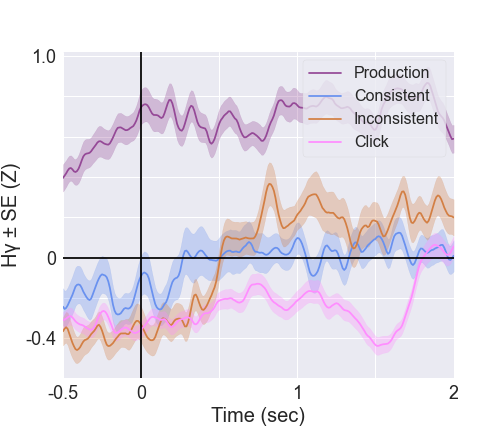 Hγ ± SE (Z)
1.0
0
-0.4
Production
Consistent
Inconsistent
Click
-0.5
0
1
2
Time (sec)